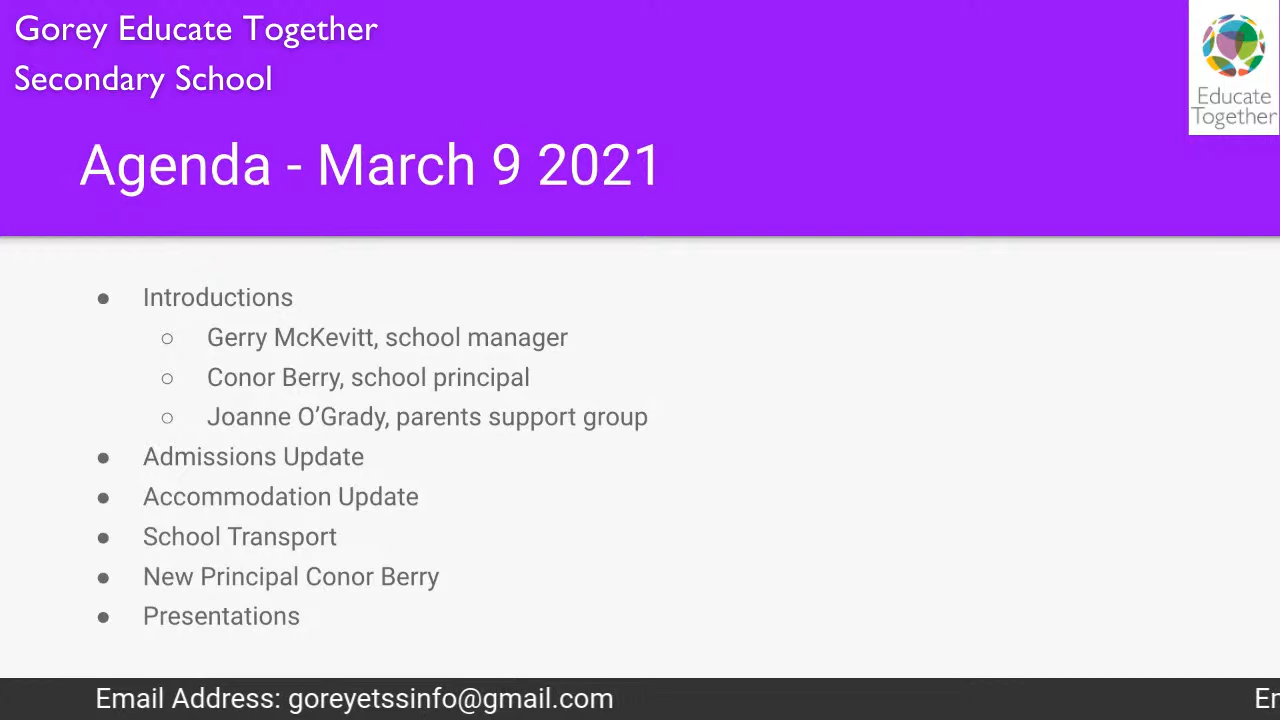 Gorey Educate Together
Secondary School
Educate
Together
Agenda - March 9 2021
● Introductions
○ Gerry McKevitt, school manager
○ Conor Berry, school principal
○ Joanne O’Grady, parents support group
● Admissions Update
● Accommodation Update
● School Transport
● New Principal Conor Berry
● Presentations
Email Address: goreyetssinfo@gmail.com